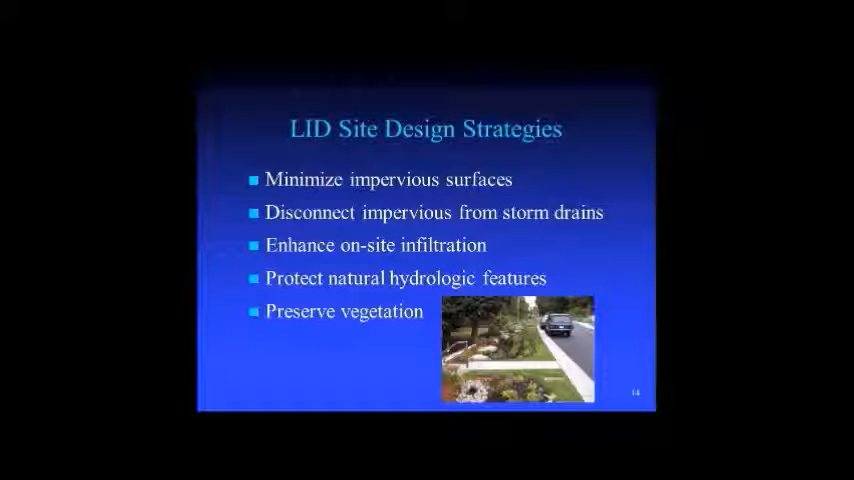 LID Site Design Strategies
Minimize impervious surfaces
Disconnect impervious from storm drains
Enhance on-site infiltration
Protect natural hydrologic features
Preserve vegetation
14